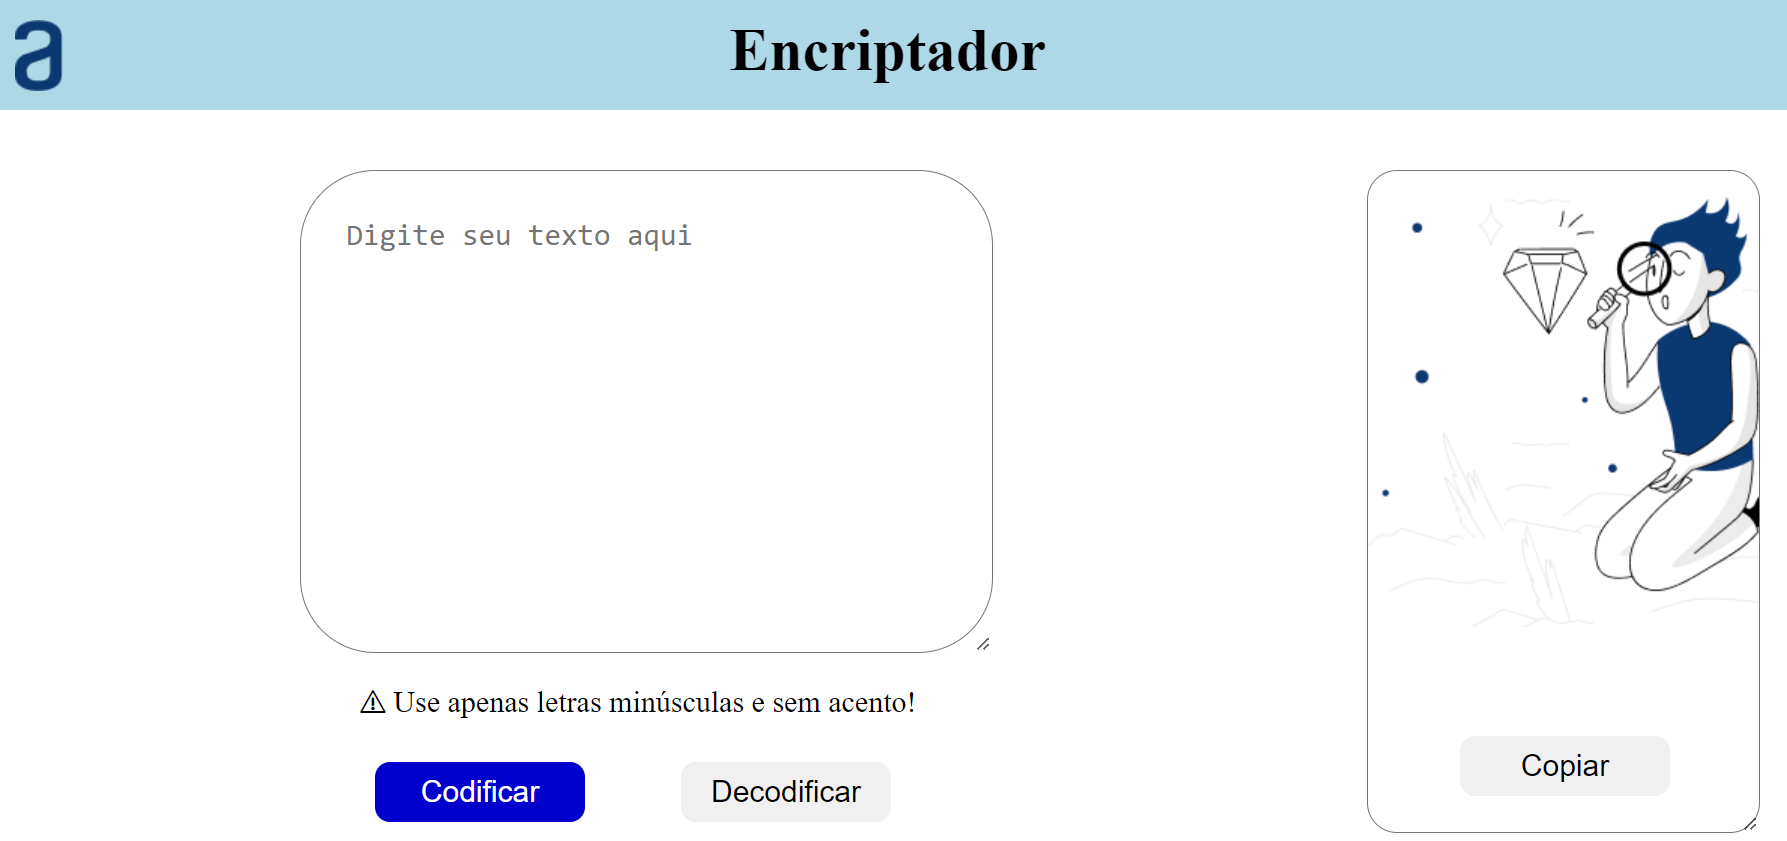 a
Encriptador
Digite seu texto aqui
⚠ Use apenas letras minúsculas e sem acento!
Codificar
Decodificar
Copiar